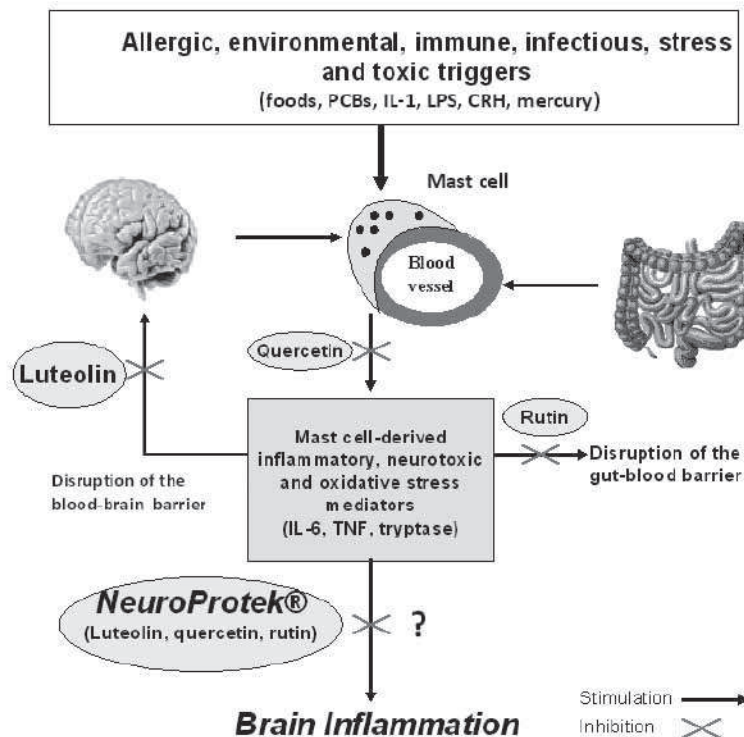 Allergic, environmental, immune, infectious, stress
and toxic triggers
(foods, PCBs, IL-1, LPS, CRH, mercury)
Mast cell
Blood
vessel
Quercetin
Luteolin
Rutin
Mast cell-derived
inflammatory, neurotoxic
and oxidative stress
mediators
(IL-6, TNF, tryptase)
Disruption of the
gut-blood barrier
Disruption of the
blood-brain barrier
NeuroProtek®
(Luteolin, quercetin, rutin)
?
Brain Inflammation
Stimulation
Inhibition